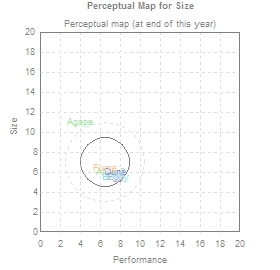 Perceptual Map for Size
Perceptual map (at end of this year)
20
18
16
14
12
10
8
6
4
2
0
Size
Agape
Dune
0 2 4 6 8 10 12 14 16 18 20
Performance